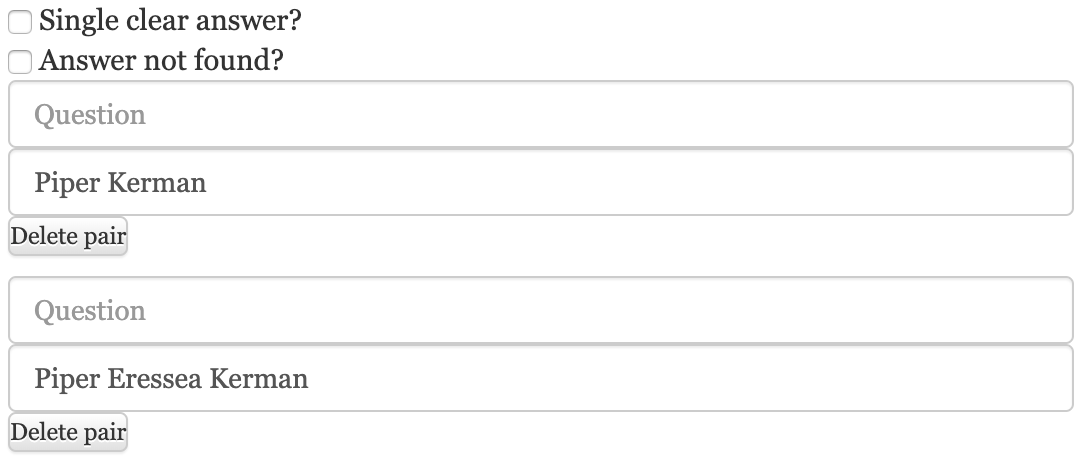 Single clear answer?
Answer not found?
Question
Piper Kerman
Delete pair
Question
Piper Eressea Kerman
Delete pair